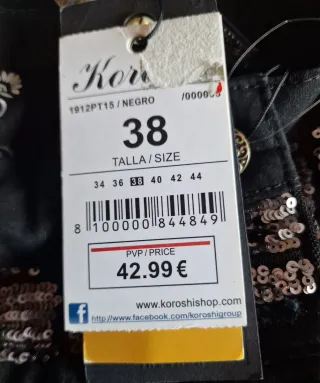 1912PT15 / NEGRO /000005
38
TALLA / SIZE
34 36 38 40 42 44
8 100000 844849
PVP / PRICE
42.99 €
www.koroshishop.com
f http://www.facebook.com/koroshigroup